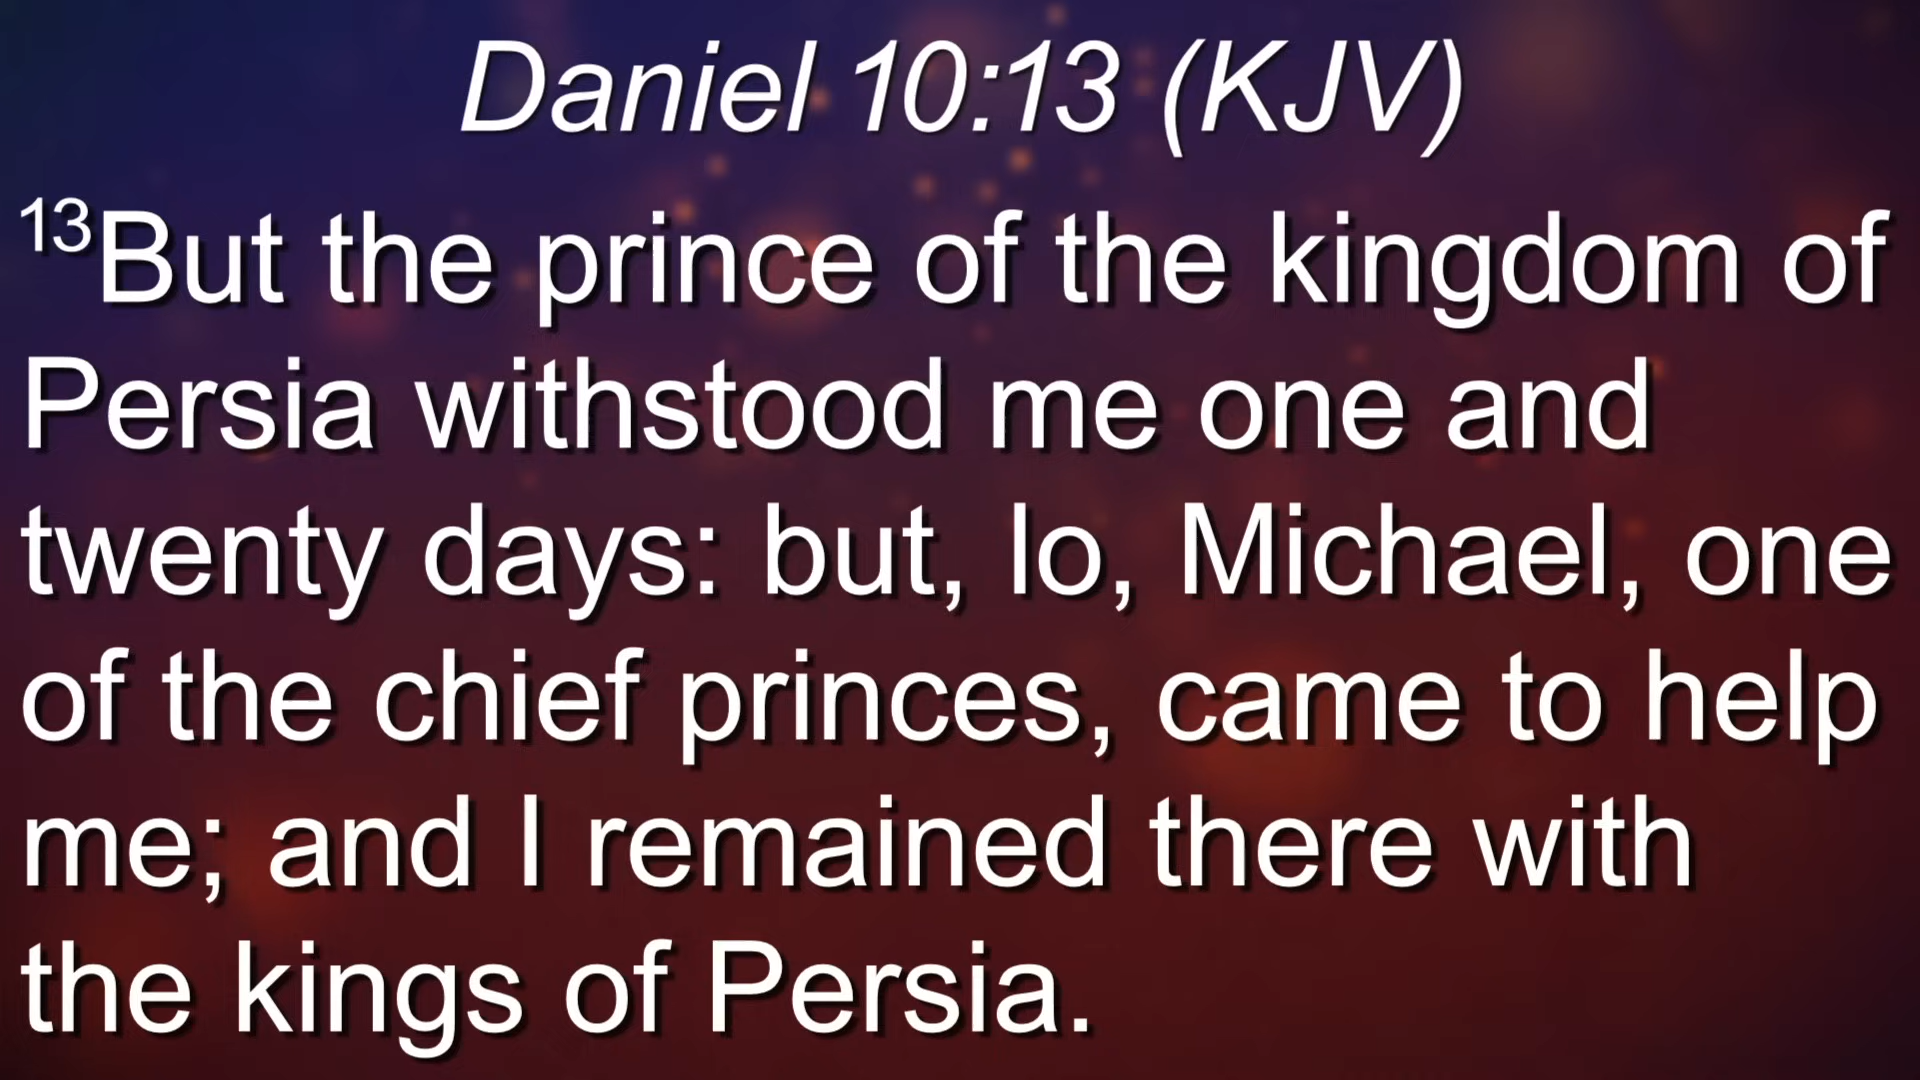 Daniel 10:13 (KJV)
13But the prince of the kingdom of
Persia withstood me one and
twenty days: but, lo, Michael, one
of the chief princes, came to help
me; and I remained there with
the kings of Persia.